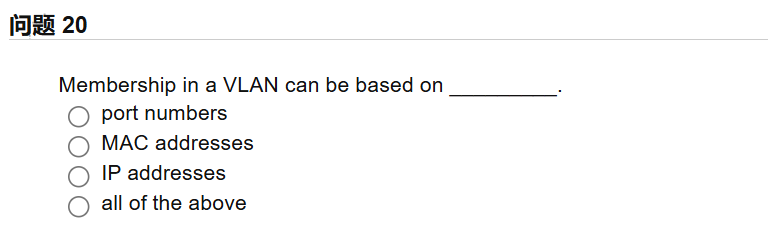 问题 20
Membership in a VLAN can be based on __________.
port numbers
MAC addresses
IP addresses
all of the above